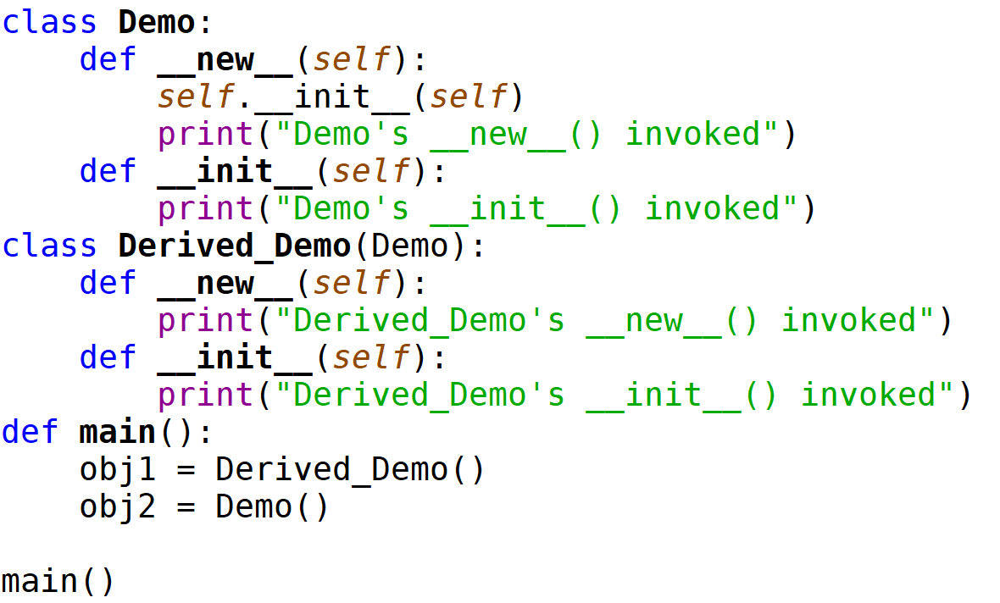 class Demo:
    def __new__(self):
        self.__init__(self)
        print("Demo's __new__() invoked")
    def __init__(self):
        print("Demo's __init__() invoked")
class Derived_Demo(Demo):
    def __new__(self):
        print("Derived_Demo's __new__() invoked")
    def __init__(self):
        print("Derived_Demo's __init__() invoked")
def main():
    obj1 = Derived_Demo()
    obj2 = Demo()

main()